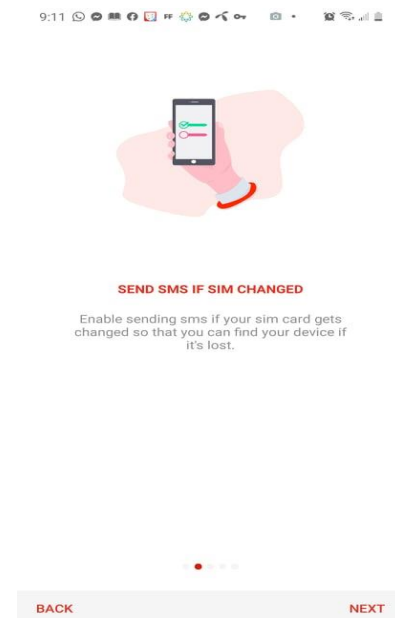 9:11
FF
SEND SMS IF SIM CHANGED
Enable sending sms if your sim card gets
changed so that you can find your device if
it's lost.
BACK
NEXT